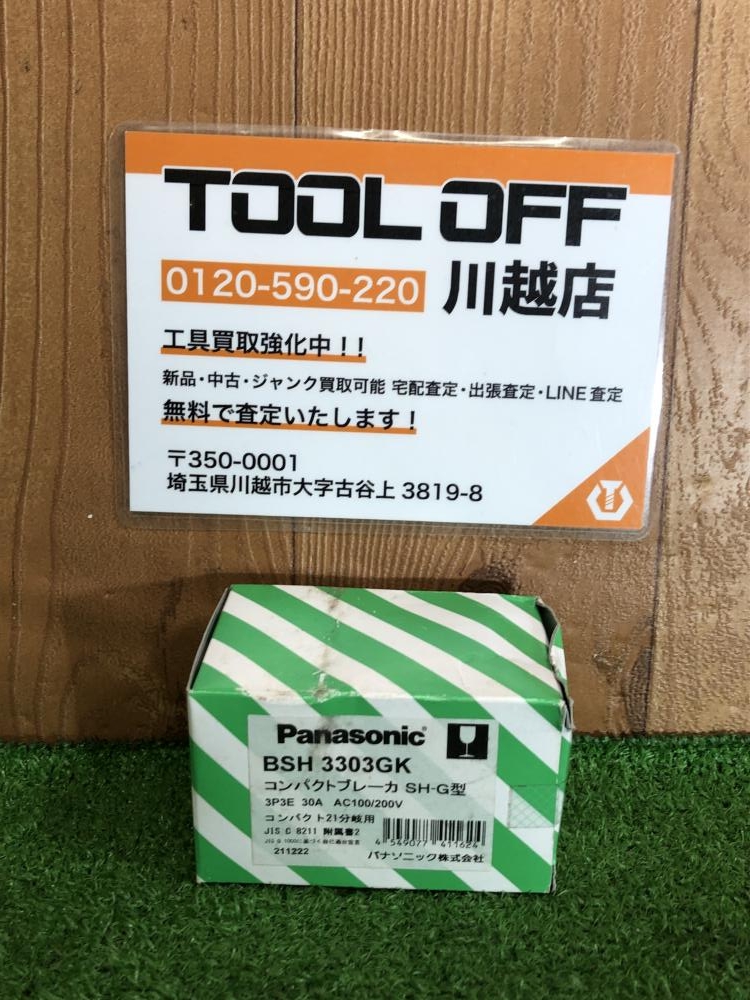 TOOL OFF
0120-590-220 川越店
工具買取強化中!!
新品・中古・ジャンク買取可能 宅配査定・出張査定・LINE査定
無料で査定いたします!
〒350-0001
埼玉県川越市大字古谷上 3819-8
Panasonic
BSH 3303GK
コンパクトブレーカ SH-G型
3P3E 30A AC100/200V
コンパクト21分岐用
JIS C 8211 附属書2
211222
4 549077 411624
パナソニック株式会社